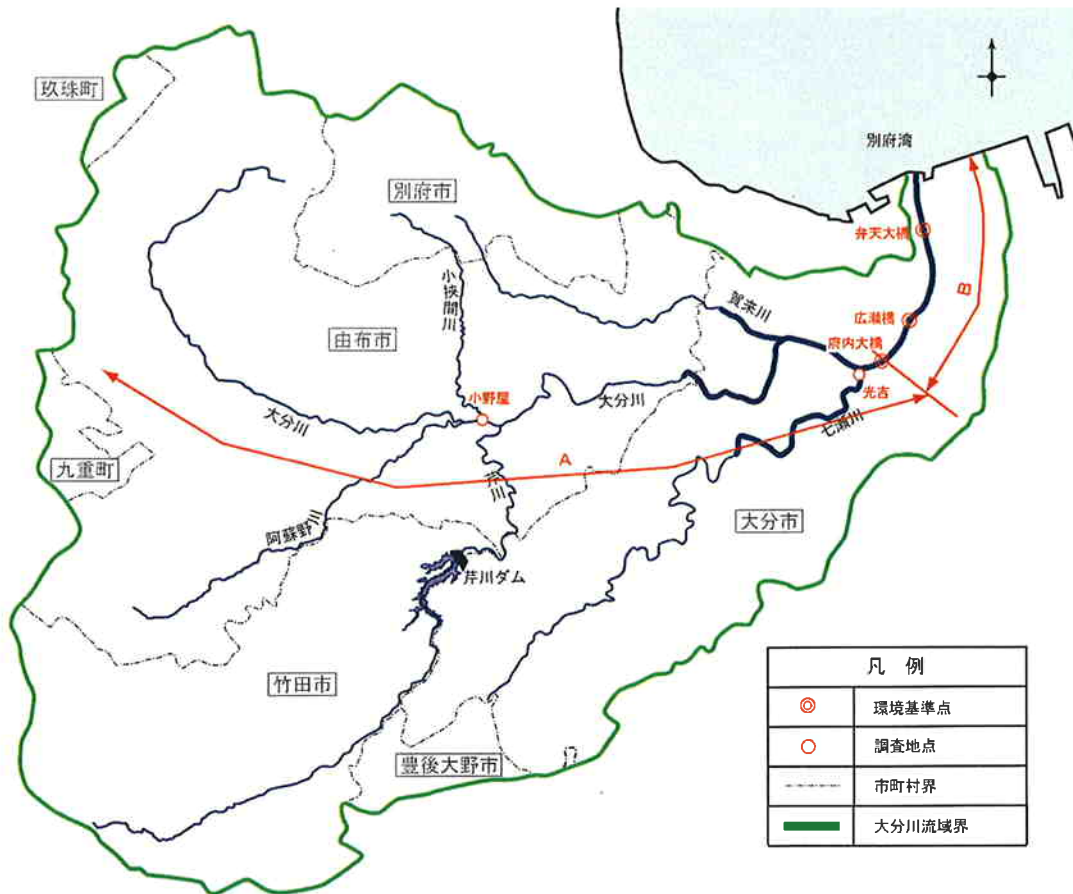 玖珠町
別府湾
別府市
弁天大橋
小挾間川
賀来川
B
広瀬橋
由布市
府内大橋
光吉
小野屋
大分川
大分川
七瀬川
A
九重町
芹川
大分市
阿蘇野川
芹川ダム
竹田市
豊後大野市
凡 例
環境基準点
調査地点
市町村界
大分川流域界